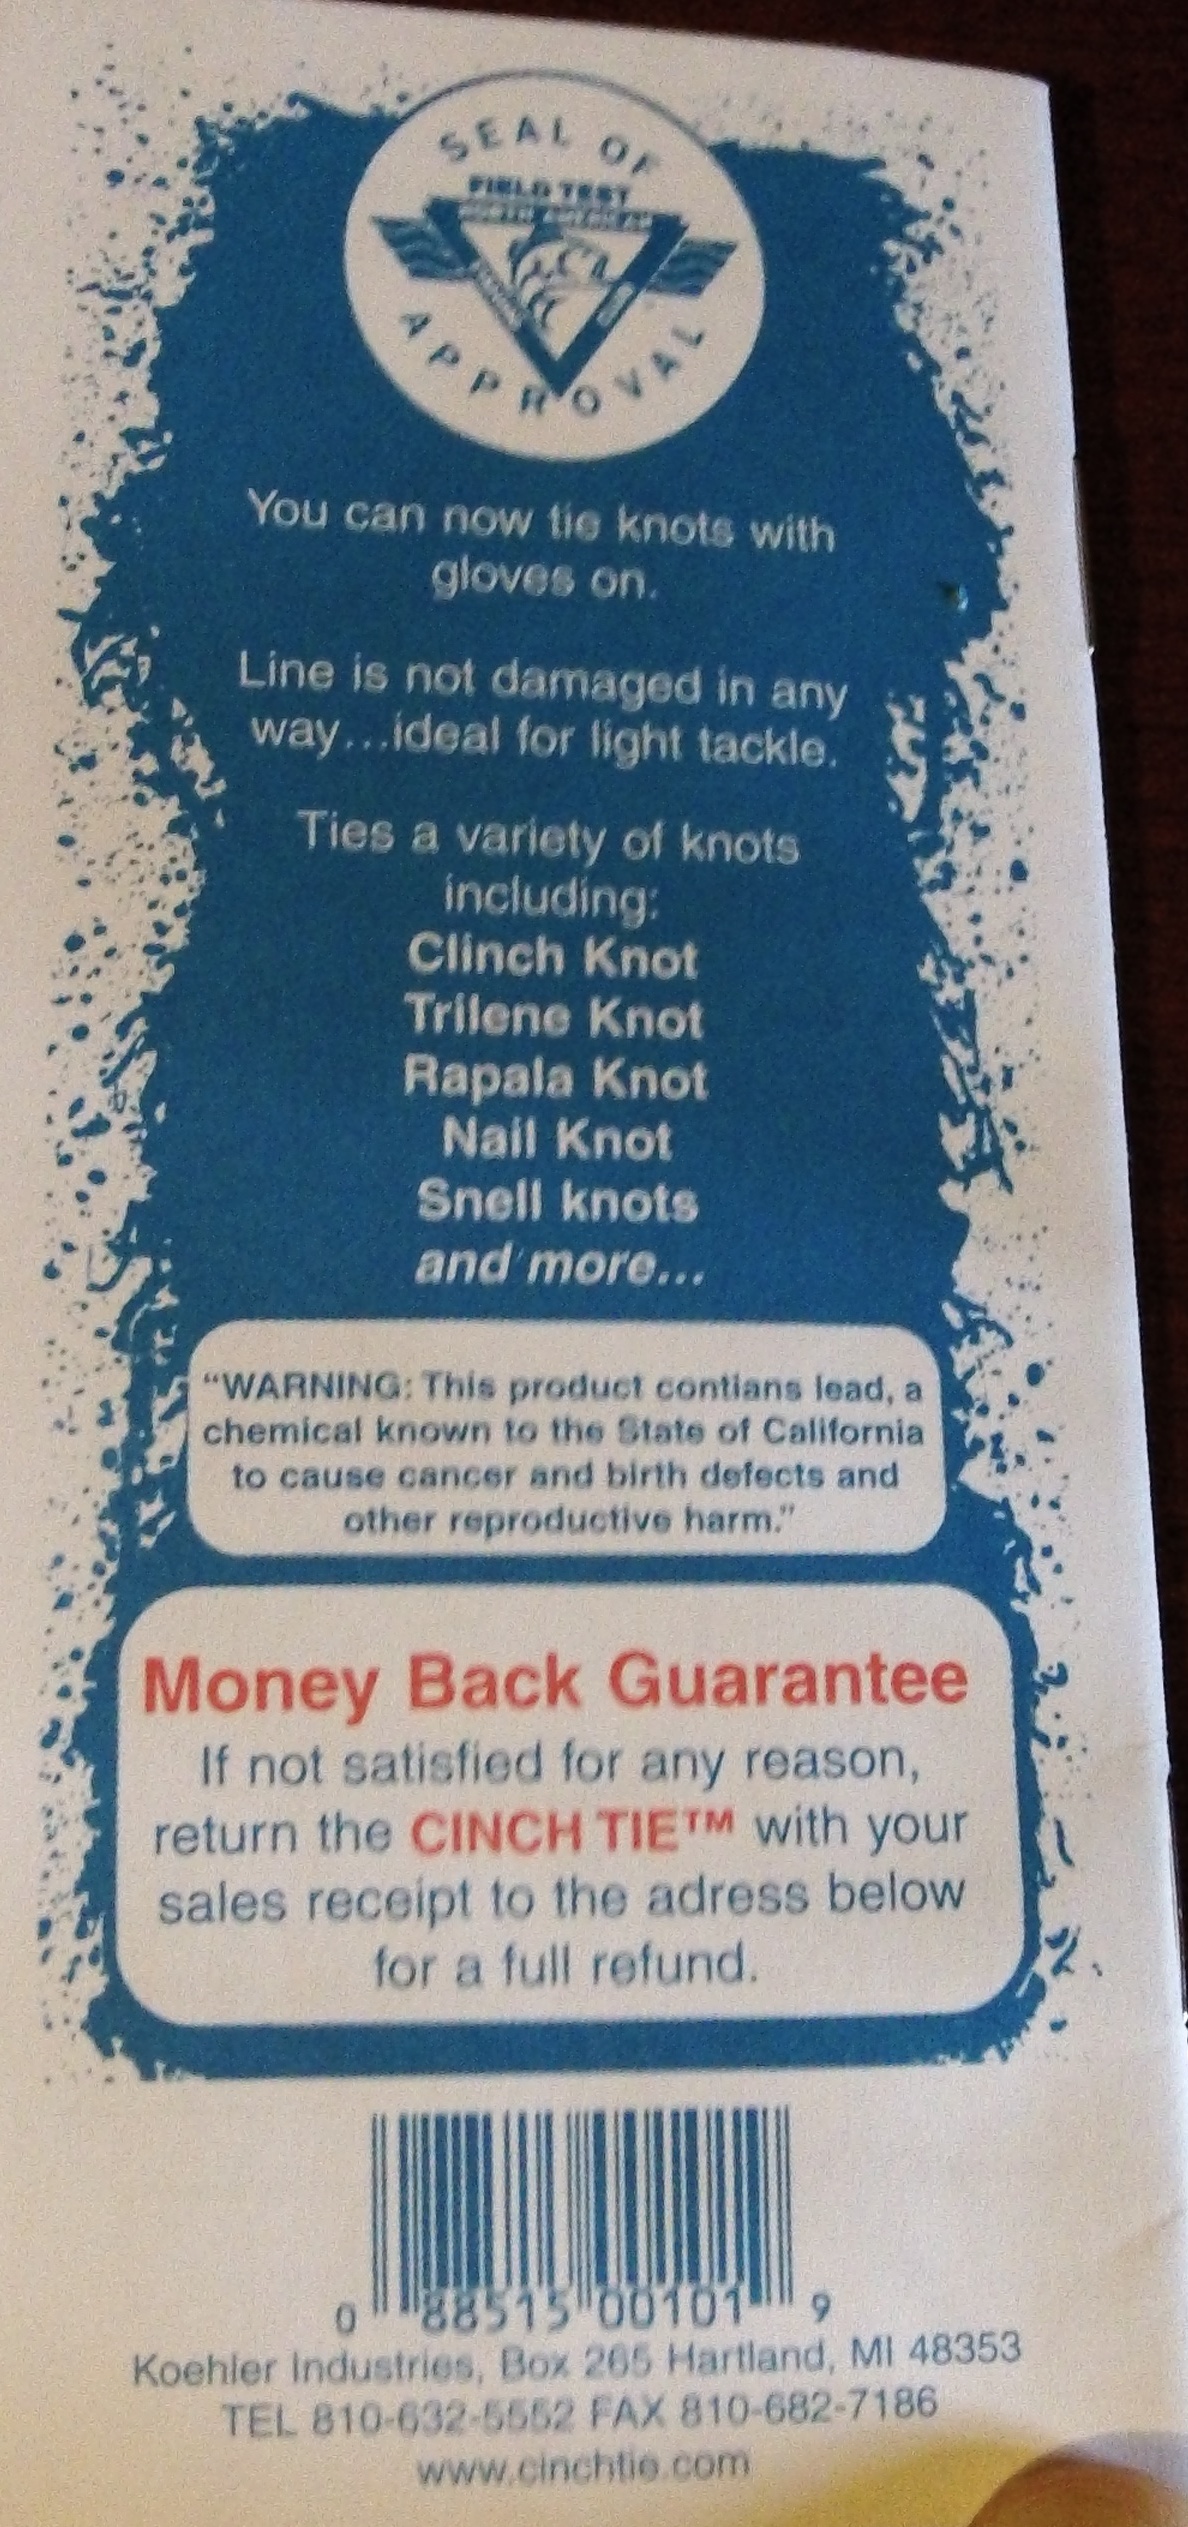 SEAL OF
FIELD TEST
NORTH AMERICAN
APPROVAL
You can now tie knots with
gloves on.
Line is not damaged in any
way...ideal for light tackle.
Ties a variety of knots
including:
Clinch Knot
Trilene Knot
Rapala Knot
Nail Knot
Snell knots
and more...
"WARNING: This product contians lead, a
chemical known to the State of California
to cause cancer and birth defects and
other reproductive harm."
Money Back Guarantee
If not satisfied for any reason,
return the CINCH TIE™ with your
sales receipt to the adress below
for a full refund.
0 88515 00101 9
Koehler Industries, Box 265 Hartland, MI 48353
TEL 810-632-5552 FAX 810-682-7186
www.cinchtie.com